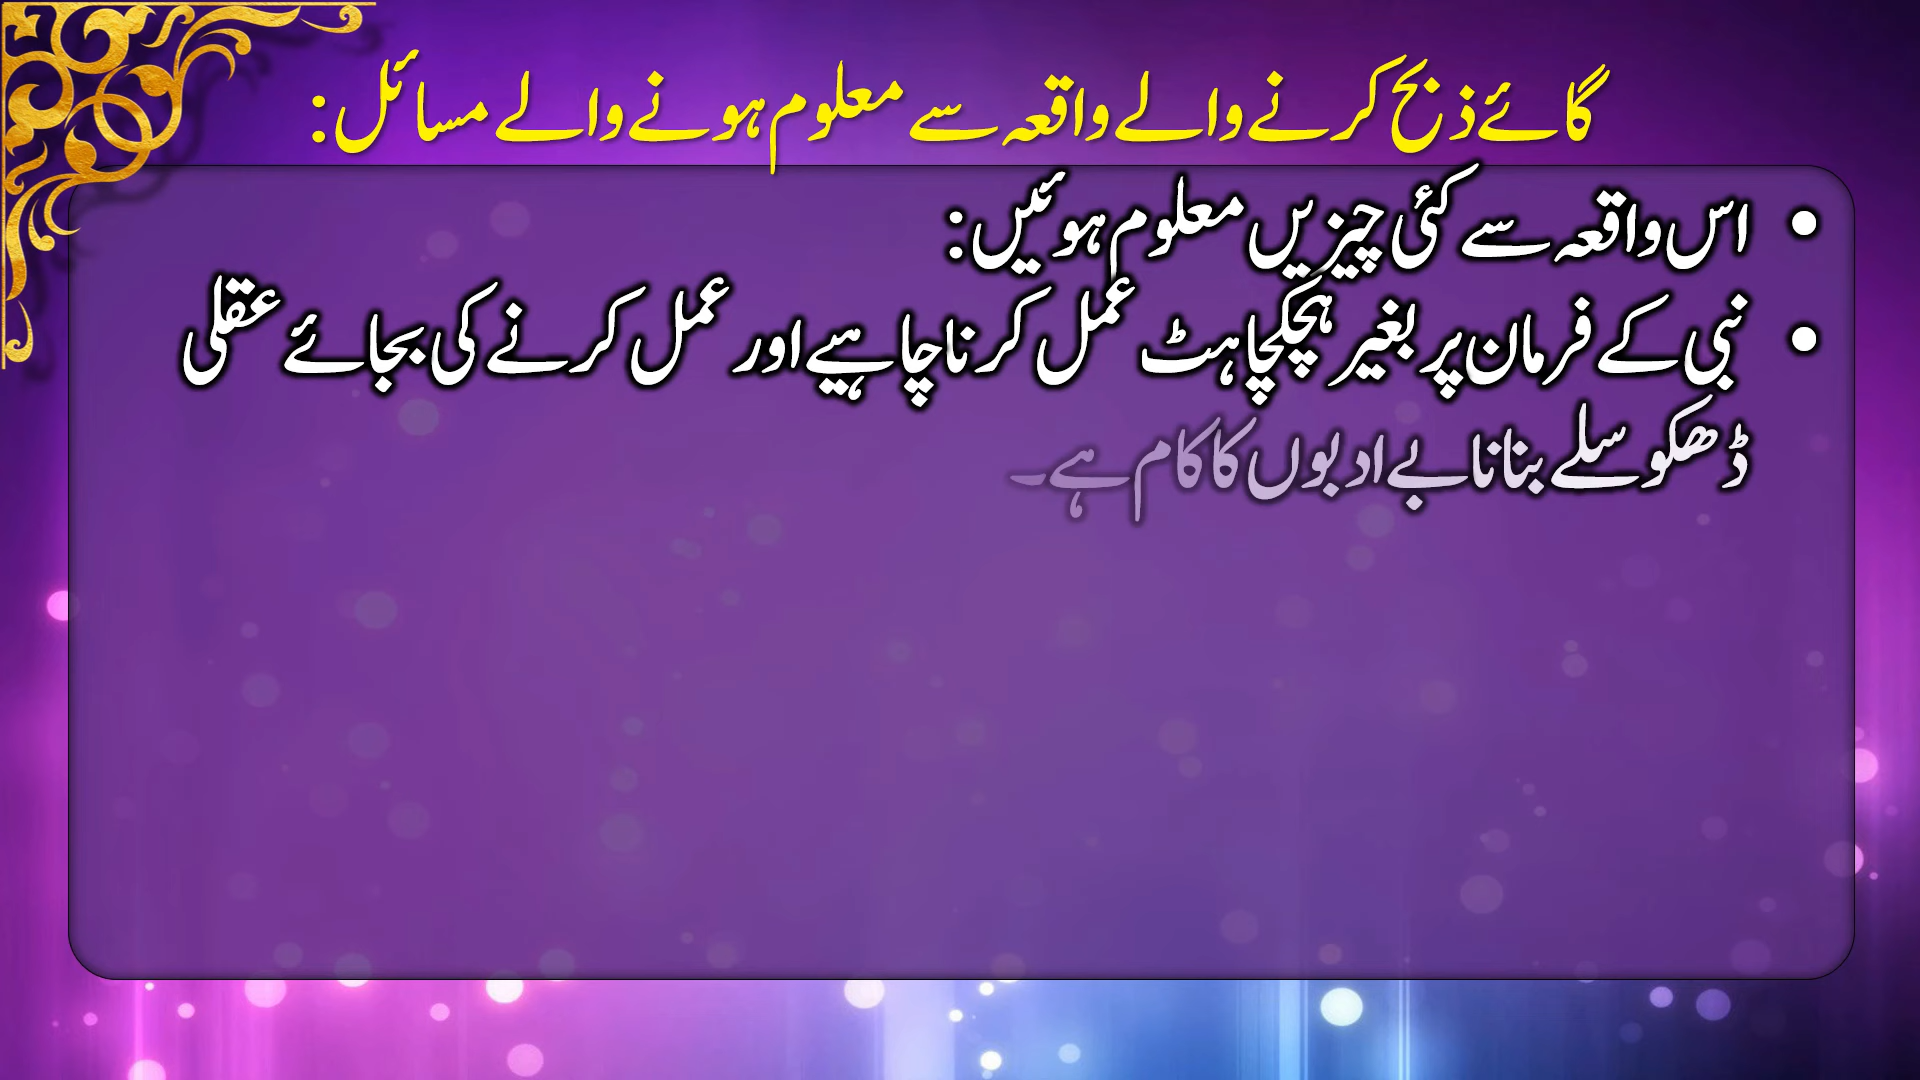 گائے ذبح کرنے والے واقعہ سے معلوم ہونے والے مسائل:
• اس واقعہ سے کئی چیزیں معلوم ہوئیں:
• نبی کے فرمان پر بغیر ہچکچاہٹ عمل کرنا چاہیے اور عمل کرنے کی بجائے عقلی
ڈھکوسلے بنانا بے ادبوں کا کام ہے۔